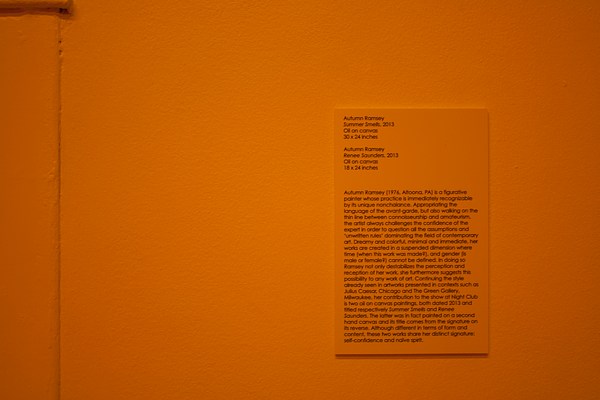 Autumn Ramsey
Summer Smells, 2013
Oil on canvas
30 x 24 inches
Autumn Ramsey
Renee Saunders, 2013
Oil on canvas
18 x 24 inches
Autumn Ramsey (1976, Altoona, PA) is a figurative
painter whose practice is immediately recognizable
by its unique nonchalance. Appropriating the
language of the avant-garde, but also walking on the
thin line between connoisseurship and amateurism,
the artist always challenges the confidence of the
expert in order to question all the assumptions and
'unwritten rules' dominating the field of contemporary
art. Dreamy and colorful, minimal and immediate, her
works are created in a suspended dimension where
time (when this work was made?), and gender (is
male or female?) cannot be defined. In doing so
Ramsey not only destabilizes the perception and
reception of her work, she furthermore suggests this
possibility to any work of art. Continuing the style
already seen in artworks presented in contexts such as
Julius Caesar, Chicago and The Green Gallery,
Milwaukee, her contribution to the show at Night Club
is two oil on canvas paintings, both dated 2013 and
titled respectively Summer Smells and Renee
Saunders. The latter was in fact painted on a second
hand canvas and its title comes from the signature on
its reverse. Although different in terms of form and
content, these two works share her distinct signature:
self-confidence and naïve spirit.